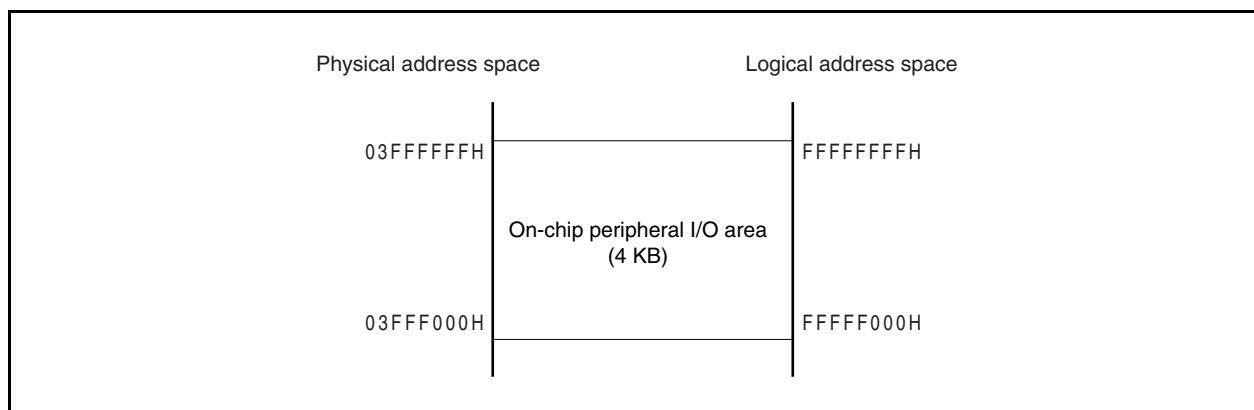 Physical address space
Logical address space
03FFFFFFH
FFFFFFFFH
On-chip peripheral I/O area
(4 KB)
03FFF000H
FFFFF000H